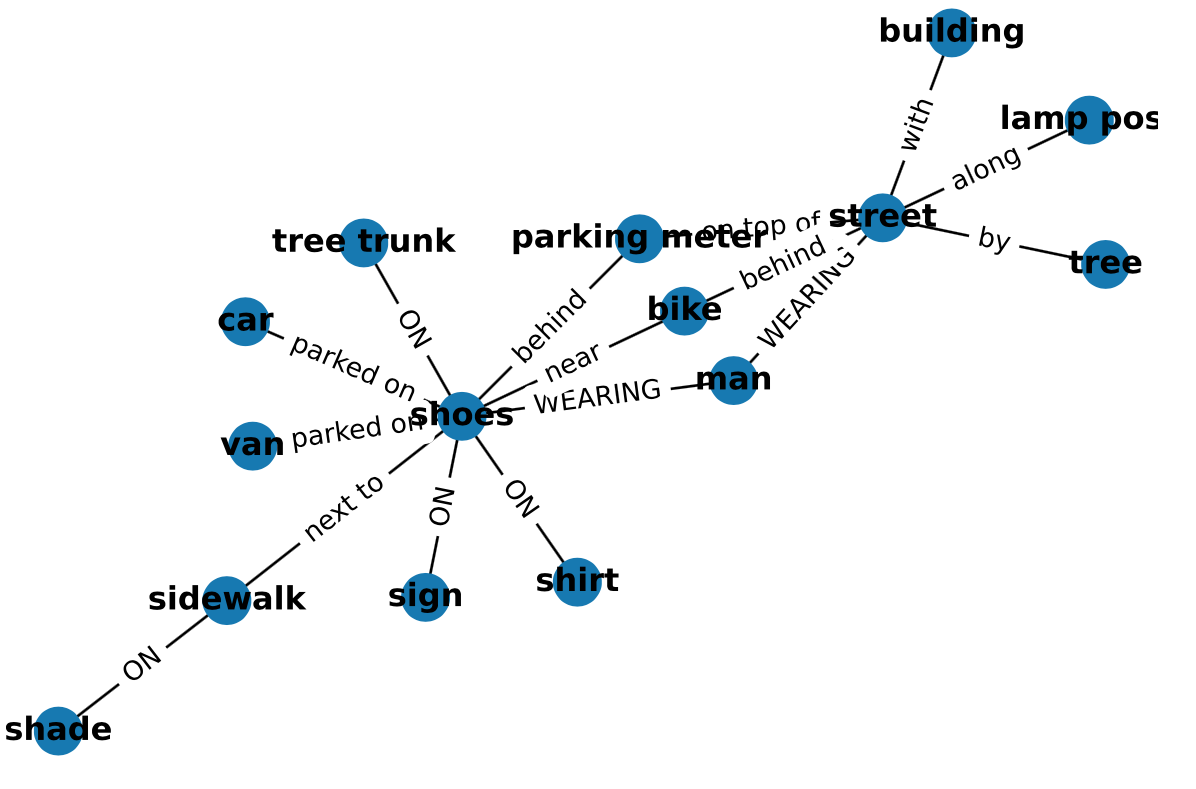 building
lamp pos
with
along
street
on top of
parking meter
tree trunk
by
tree
behind
bike
car
ON
behind
WEARING
parked on
near
man
WEARING
shoes
van
parked on
next to
ON
ON
sidewalk
sign
shirt
ON
shade